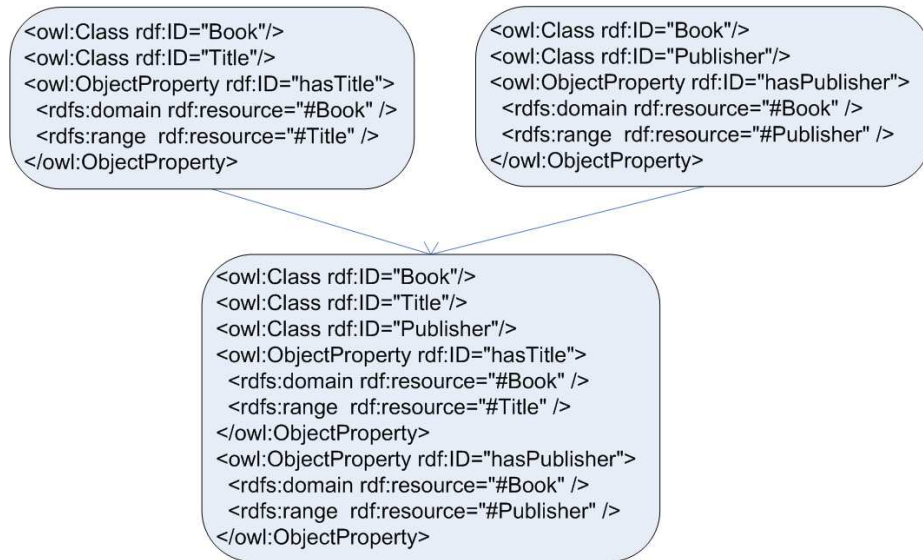 <owl:Class rdf:ID="Book"/>
<owl:Class rdf:ID="Title"/>
<owl:ObjectProperty rdf:ID="hasTitle">
<rdfs:domain rdf:resource="#Book" />
<rdfs:range  rdf:resource="#Title" />
</owl:ObjectProperty>
<owl:Class rdf:ID="Book"/>
<owl:Class rdf:ID="Publisher"/>
<owl:ObjectProperty rdf:ID="hasPublisher">
<rdfs:domain rdf:resource="#Book" />
<rdfs:range  rdf:resource="#Publisher" />
</owl:ObjectProperty>
<owl:Class rdf:ID="Book"/>
<owl:Class rdf:ID="Title"/>
<owl:Class rdf:ID="Publisher"/>
<owl:ObjectProperty rdf:ID="hasTitle">
<rdfs:domain rdf:resource="#Book" />
<rdfs:range  rdf:resource="#Title" />
</owl:ObjectProperty>
<owl:ObjectProperty rdf:ID="hasPublisher">
<rdfs:domain rdf:resource="#Book" />
<rdfs:range  rdf:resource="#Publisher" />
</owl:ObjectProperty>